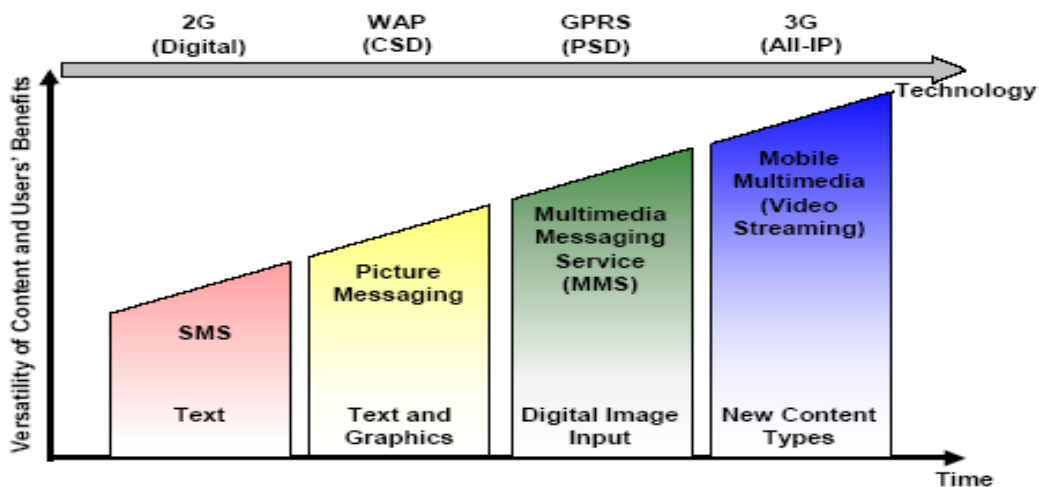 2G
(Digital)
WAP
(CSD)
GPRS
(PSD)
3G
(All-IP)
Technology
Versatility of Content and Users' Benefits
SMS
Text
Picture
Messaging
Text and
Graphics
Multimedia
Messaging
Service
(MMS)
Digital Image
Input
Mobile
Multimedia
(Video
Streaming)
New Content
Types
Time